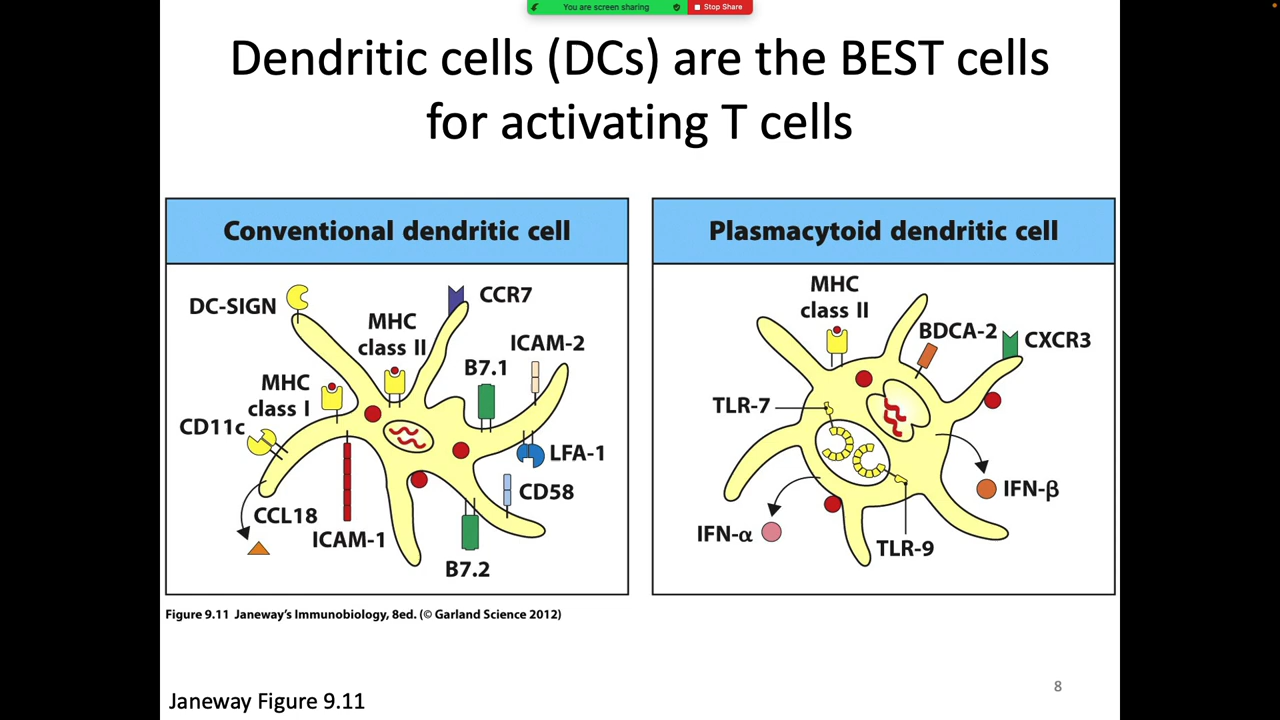 You are screen sharing
Stop Share
Dendritic cells (DCs) are the BEST cells
for activating T cells
Conventional dendritic cell
DC-SIGN
CCR7
MHC
class II
ICAM-2
B7.1
MHC
class I
CD11c
LFA-1
CD58
CCL18
ICAM-1
B7.2
Plasmacytoid dendritic cell
MHC
class II
BDCA-2
CXCR3
TLR-7
IFN-β
IFN-α
TLR-9
Figure 9.11 Janeway's Immunobiology, 8ed. (© Garland Science 2012)
8
Janeway Figure 9.11